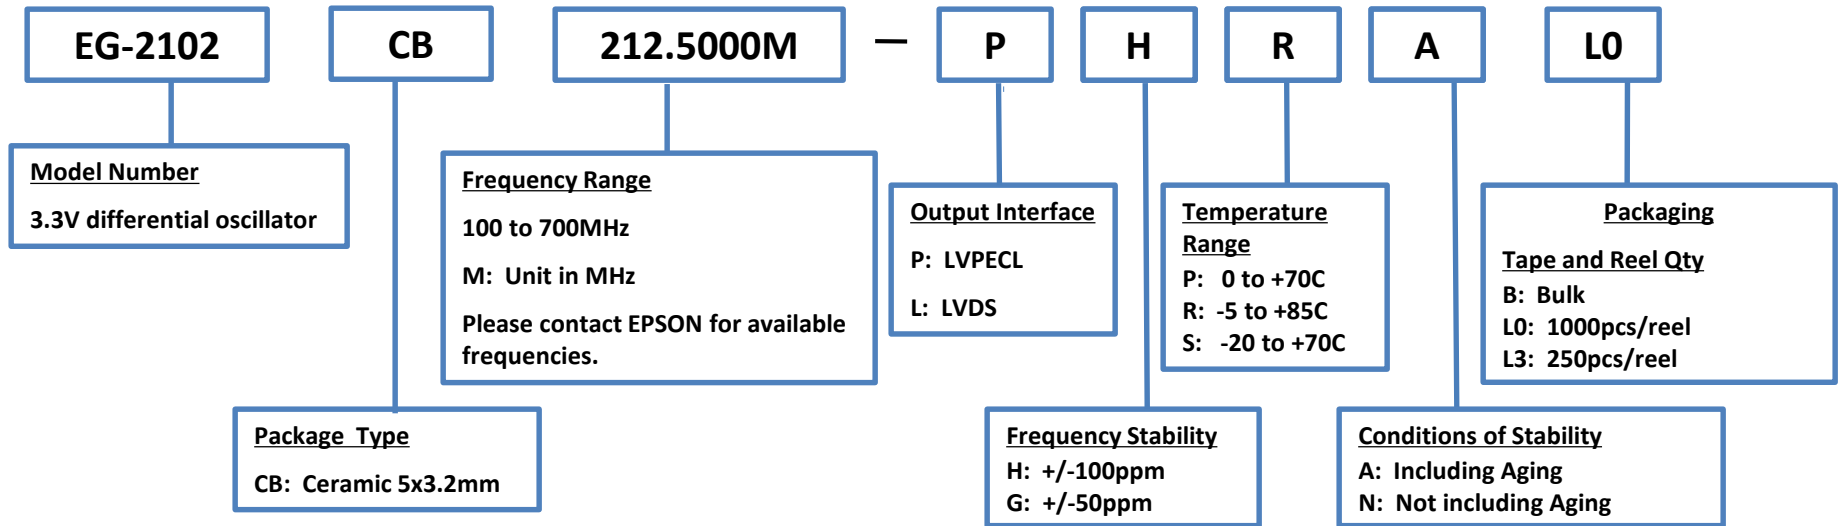 EG-2102 CB 212.5000M — P H R A L0
Model Number
3.3V differential oscillator
Package Type
CB: Ceramic 5x3.2mm
Frequency Range
100 to 700MHz
M: Unit in MHz
Please contact EPSON for available
frequencies.
Output Interface
P: LVPECL
L: LVDS
Frequency Stability
H: +/-100ppm
G: +/-50ppm
Temperature
Range
P: 0 to +70C
R: -5 to +85C
S: -20 to +70C
Conditions of Stability
A: Including Aging
N: Not including Aging
Packaging
Tape and Reel Qty
B: Bulk
L0: 1000pcs/reel
L3: 250pcs/reel